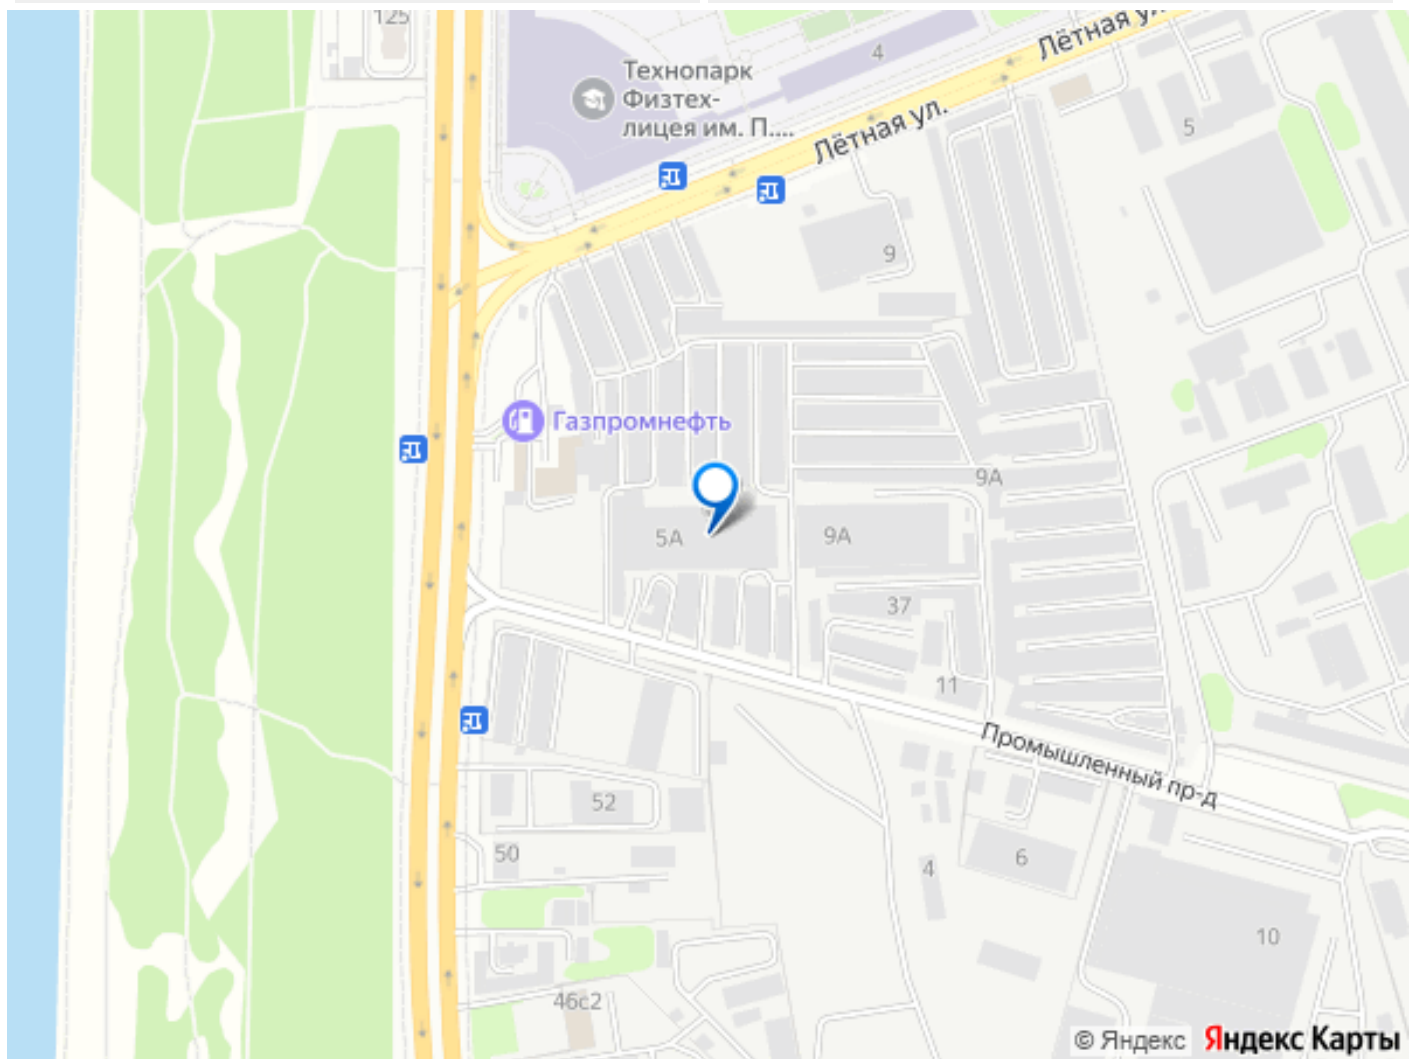 125
Лётная ул.
4
Технопарк
Физтех-
лицея им. П....
Лётная ул.
5
9
Газпромнефть
9А
5А
9А
37
11
Промышленный пр-д
52
50
6
4
10
46с2
© Яндекс Яндекс Карты